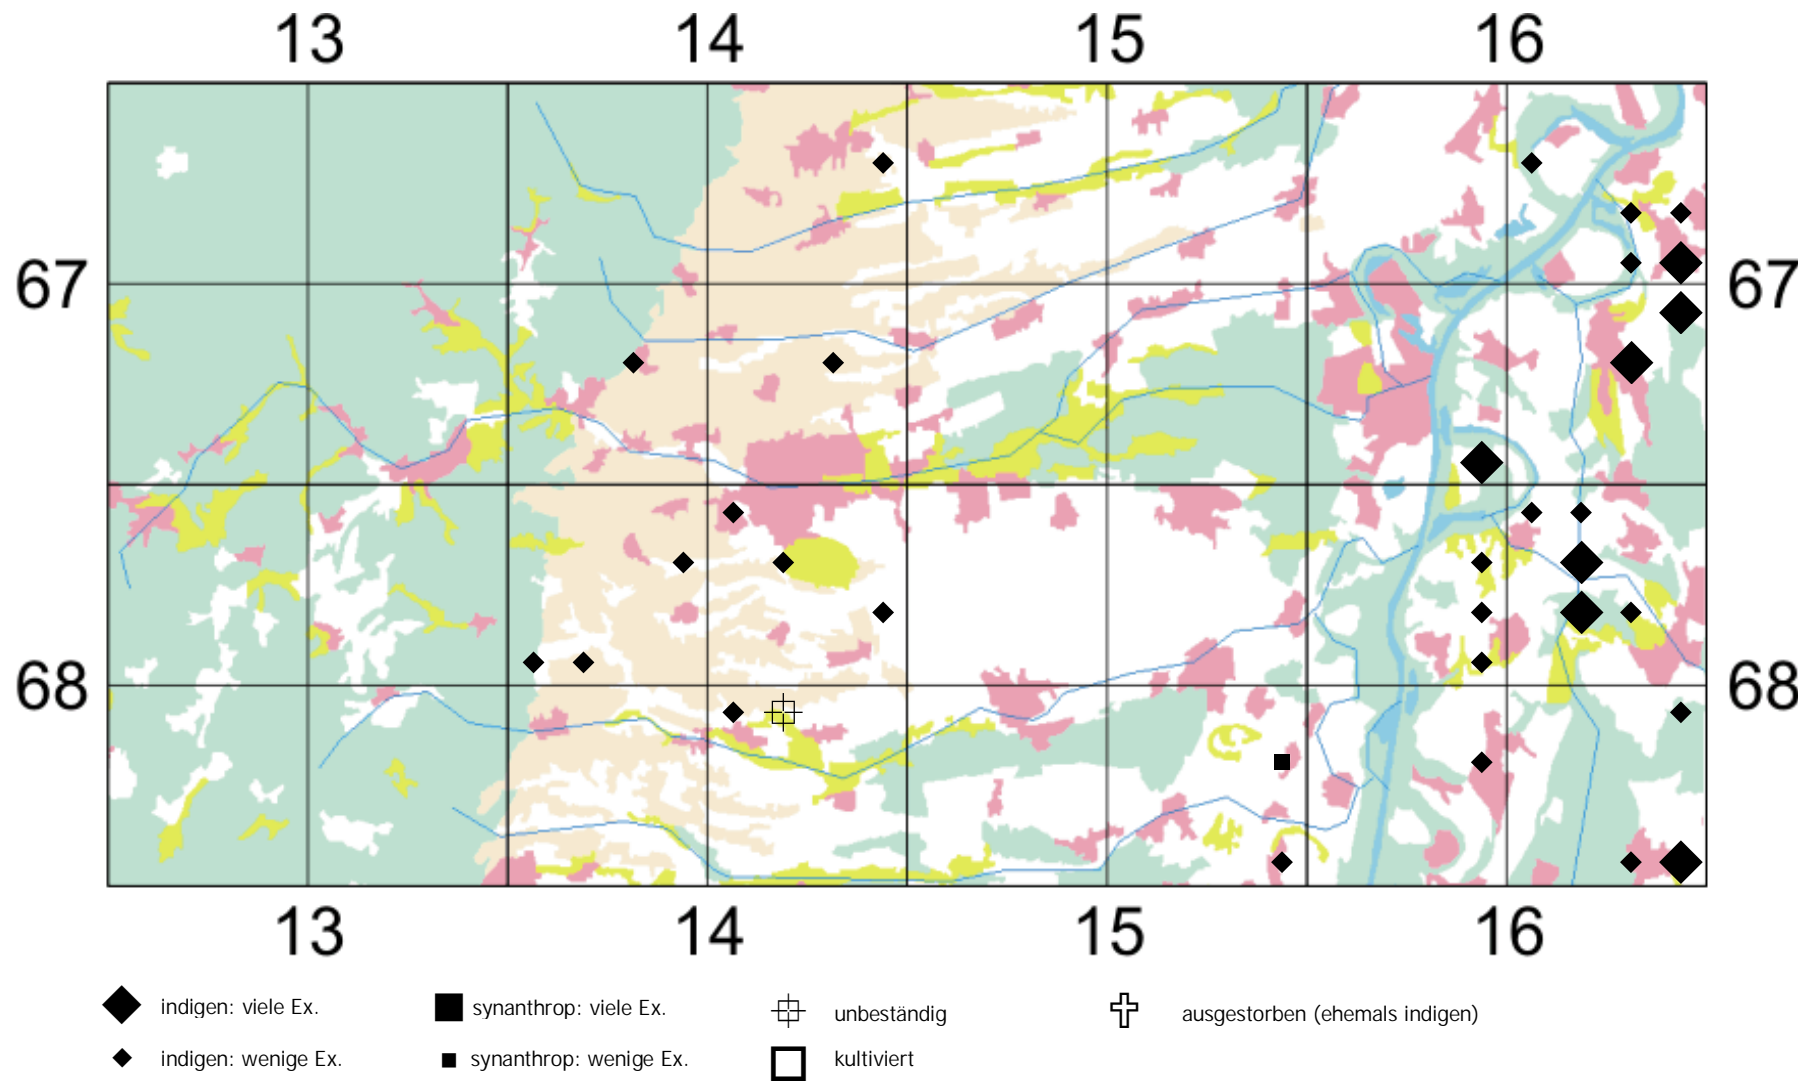 13 14 15 16
67 67
68 68
13 14 15 16
indigen: viele Ex. synanthrop: viele Ex. unbeständig ausgestorben (ehemals indigen)
indigen: wenige Ex. synanthrop: wenige Ex. kultiviert